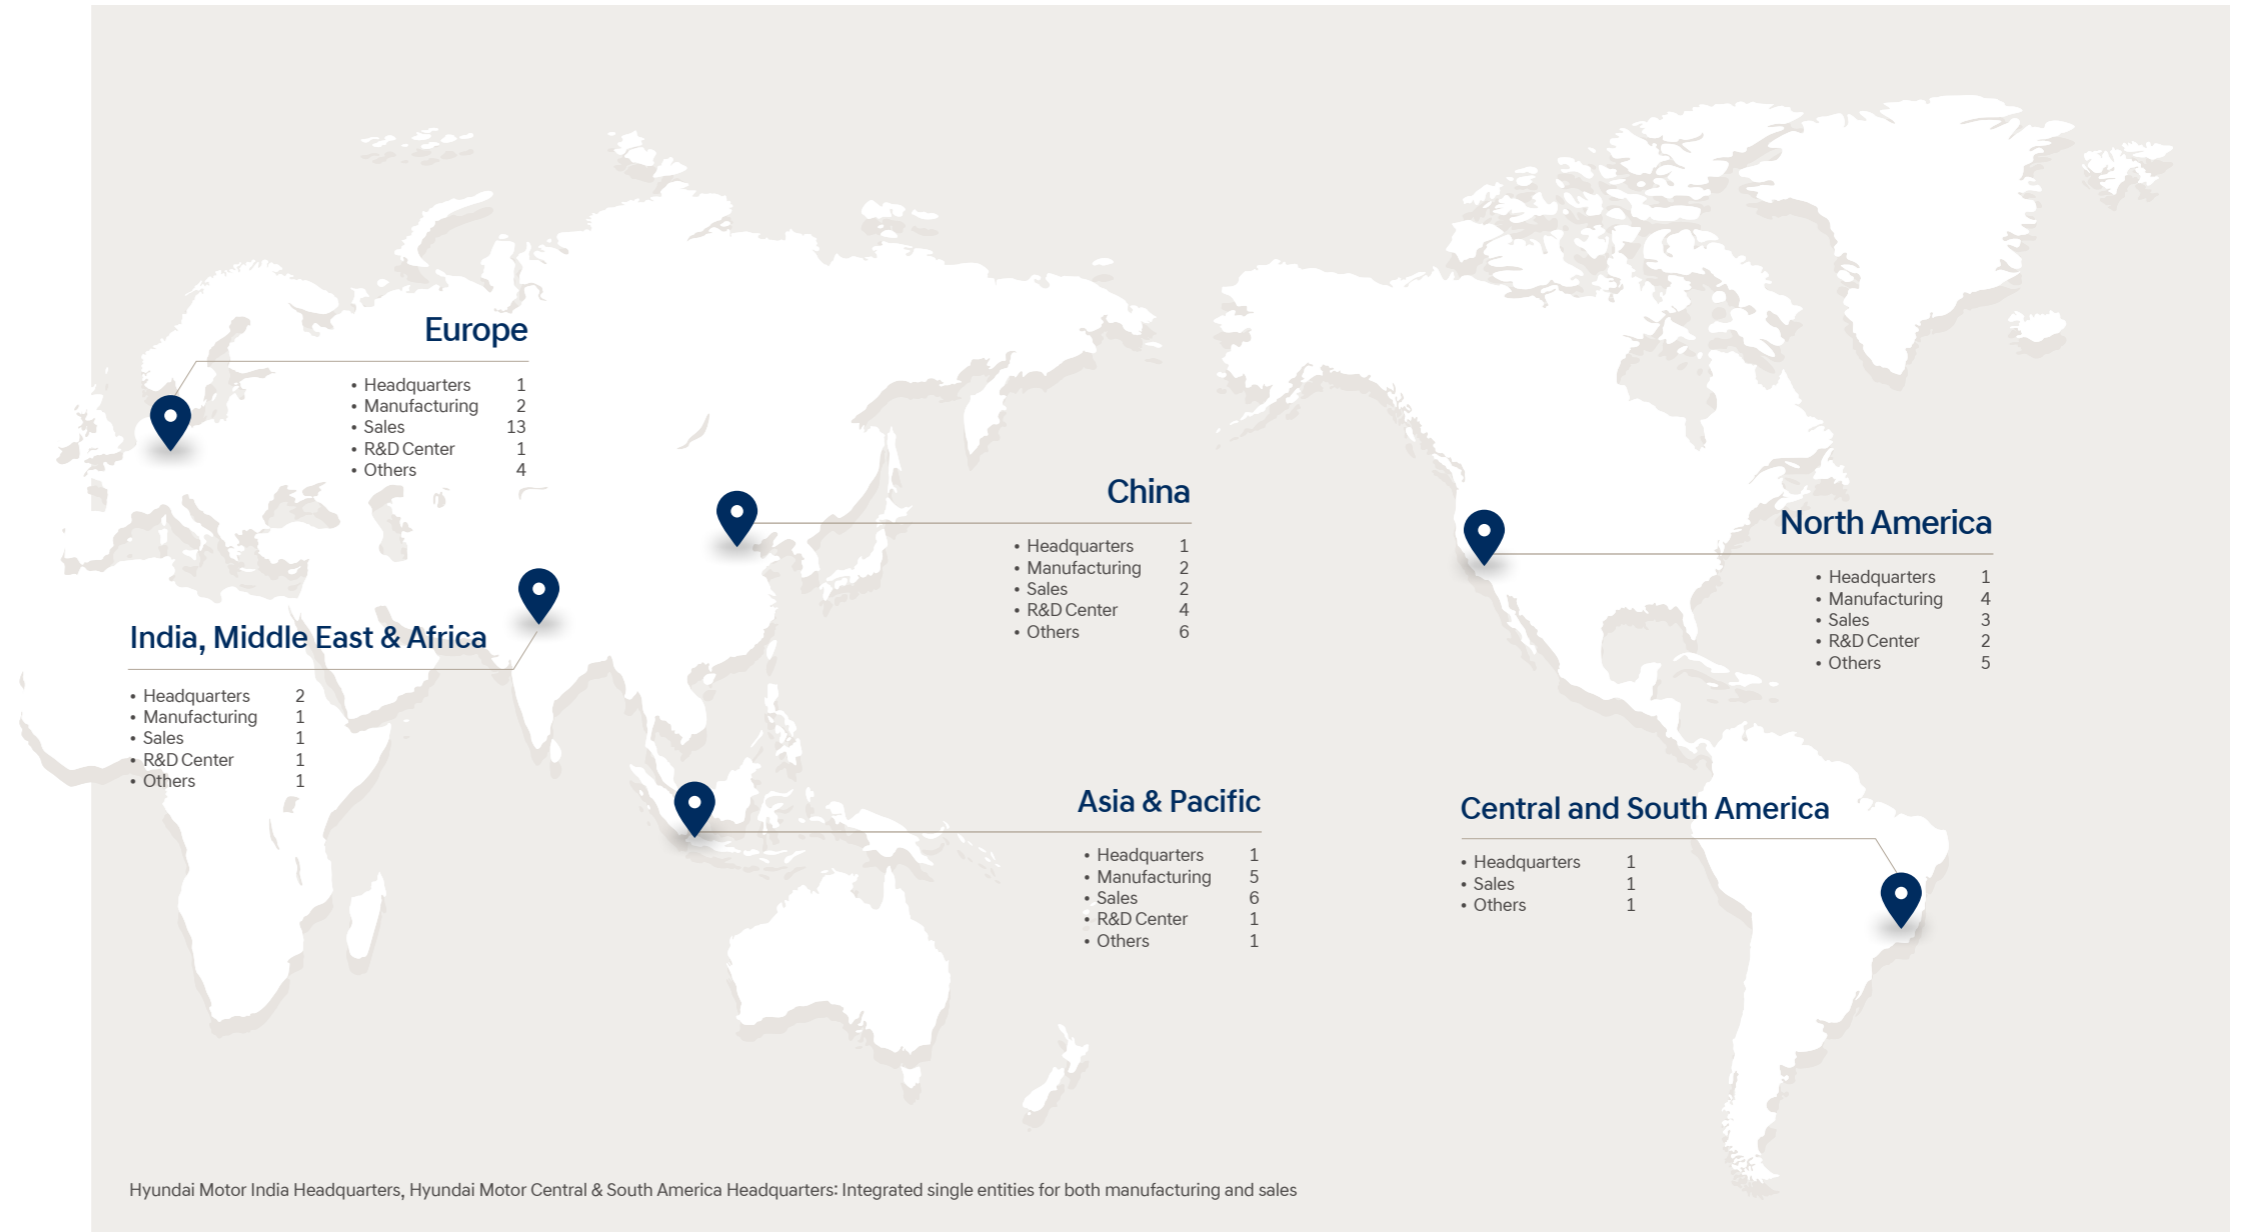 Europe
• Headquarters 1
• Manufacturing 2
• Sales 13
• R&D Center 1
• Others 4
China
• Headquarters 1
• Manufacturing 2
• Sales 2
• R&D Center 4
• Others 6
North America
• Headquarters 1
• Manufacturing 4
• Sales 3
• R&D Center 2
• Others 5
India, Middle East & Africa
• Headquarters 2
• Manufacturing 1
• Sales 1
• R&D Center 1
• Others 1
Asia & Pacific
• Headquarters 1
• Manufacturing 5
• Sales 6
• R&D Center 1
• Others 1
Central and South America
• Headquarters 1
• Sales 1
• Others 1
Hyundai Motor India Headquarters, Hyundai Motor Central & South America Headquarters: Integrated single entities for both manufacturing and sales